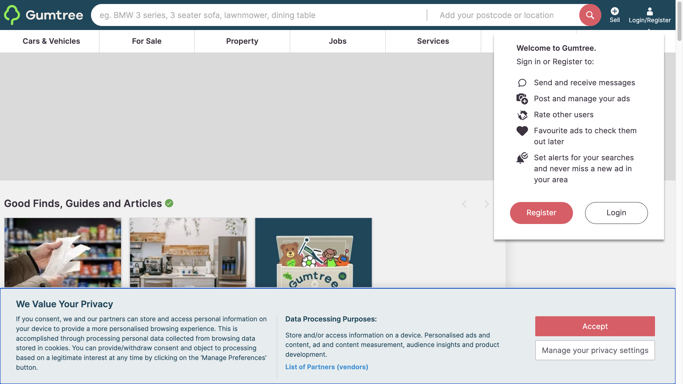 Gumtree
eg. BMW 3 series, 3 seater sofa, lawnmower, dining table
Add your postcode or location
Sell
Login/Register
Cars & Vehicles
For Sale
Property
Jobs
Services
Welcome to Gumtree.
Sign in or Register to:
Send and receive messages
Post and manage your ads
Rate other users
Favourite ads to check them
out later
Set alerts for your searches
and never miss a new ad in
your area
Register
Login
Good Finds, Guides and Articles
Gumtree
We Value Your Privacy
If you consent, we and our partners can store and access personal information on
your device to provide a more personalised browsing experience. This is
accomplished through processing personal data collected from browsing data
stored in cookies. You can provide/withdraw consent and object to processing
based on a legitimate interest at any time by clicking on the ‘Manage Preferences’
button.
Data Processing Purposes:
Store and/or access information on a device. Personalised ads and
content, ad and content measurement, audience insights and product
development.
List of Partners (vendors)
Accept
Manage your privacy settings